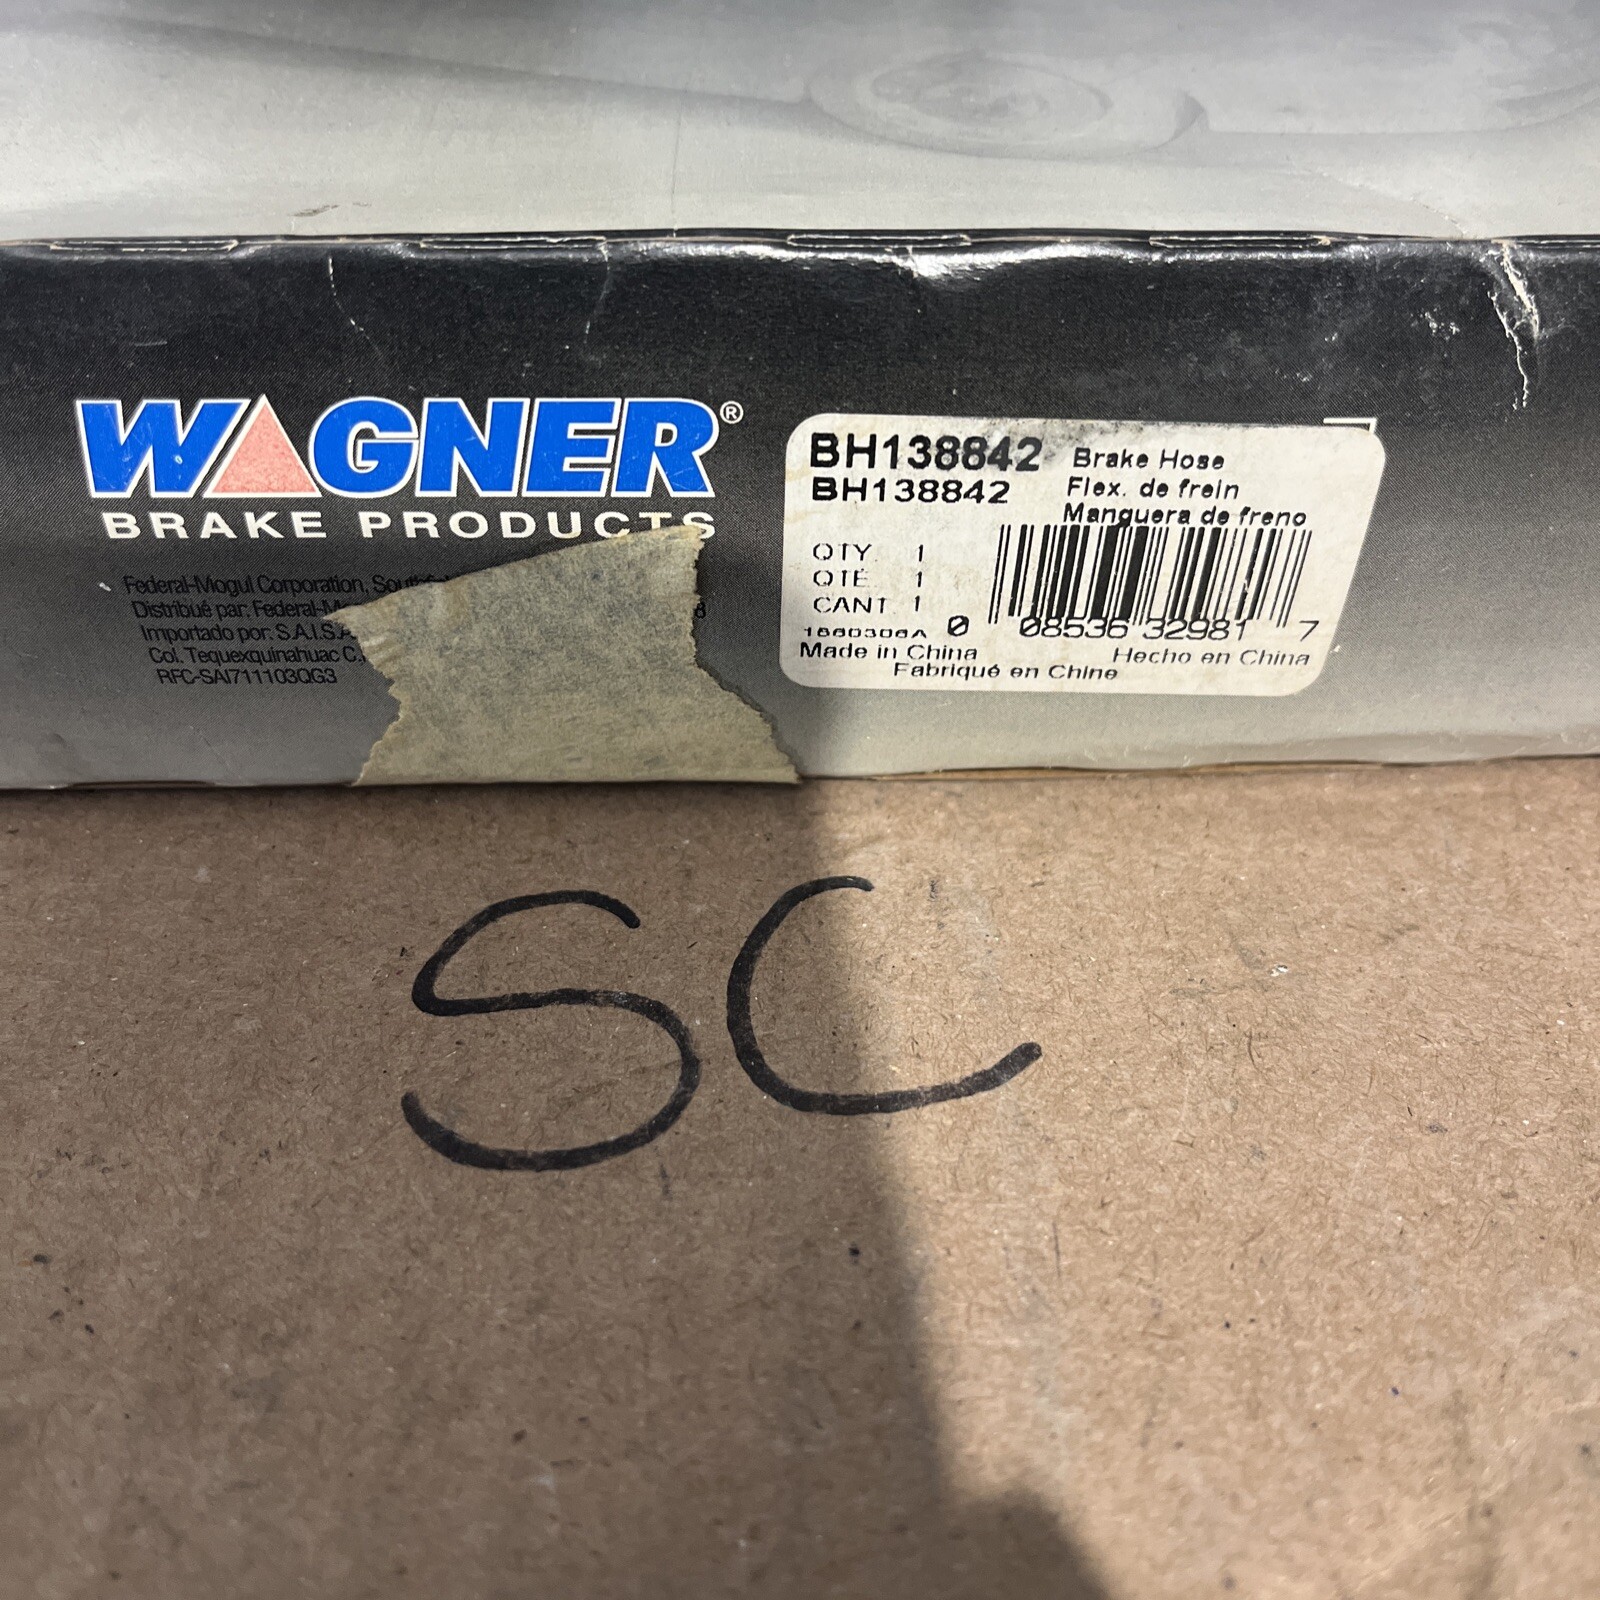 WAGNER®
BRAKE PRODUCTS
Federal-Mogul Corporation,
Distribué par: Federal-M
Importado por: S.A.I.S.A.
Col. Tequexquinahuac C.
RFC-SAI711103QG3
BH138842 Brake Hose
BH138842 Flex. de frein
Manguera de freno
QTY. 1
QTÉ 1
CANT 1
1660306A
0 08536 32981 7
Made in China Hecho en China
Fabriqué en Chine
SC